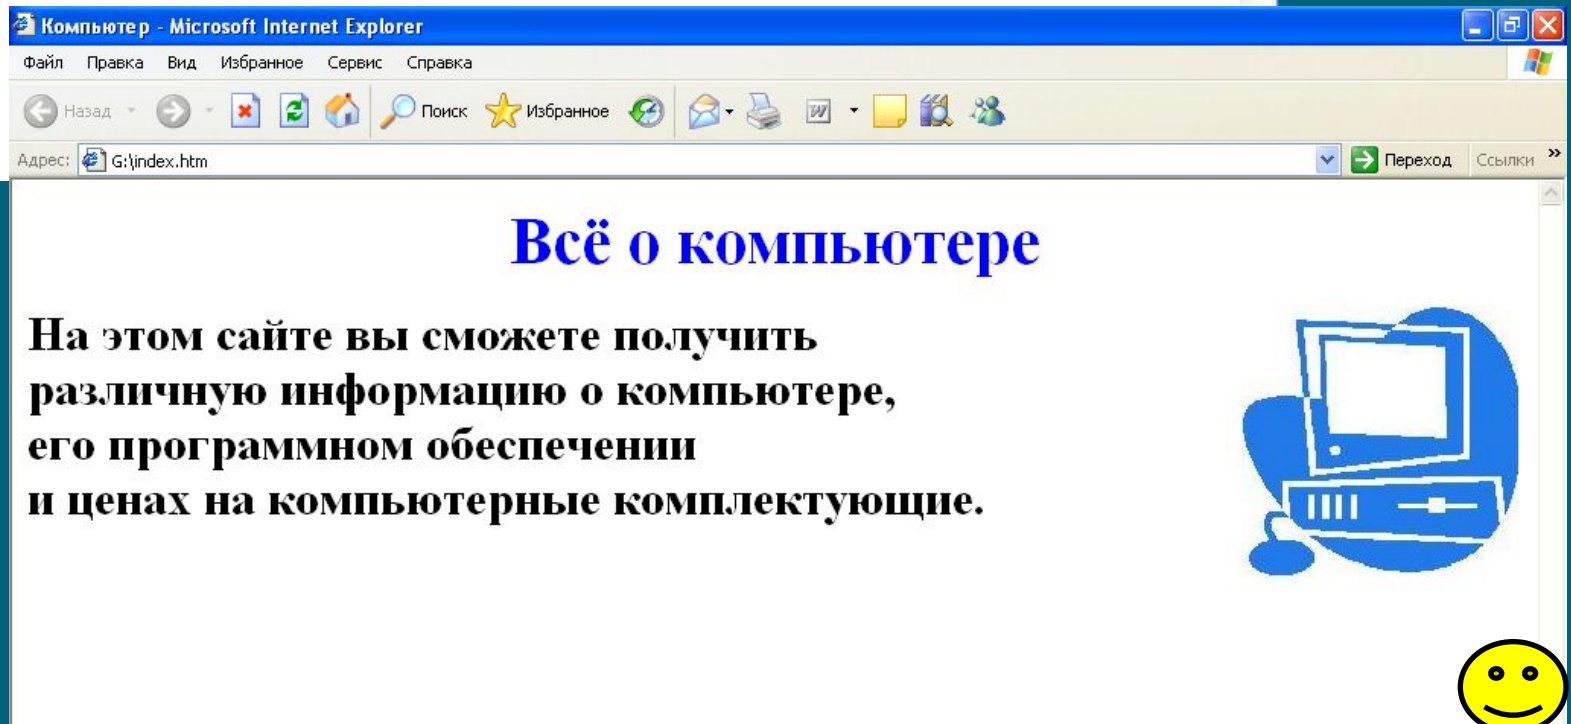 Компьютер - Microsoft Internet Explorer
Файл Правка Вид Избранное Сервис Справка
Назад Поиск Избранное W
Адрес: G:\index.htm Переход Ссылки »
Всё о компьютере
На этом сайте вы сможете получить
различную информацию о компьютере,
его программном обеспечении
и ценах на компьютерные комплектующие.